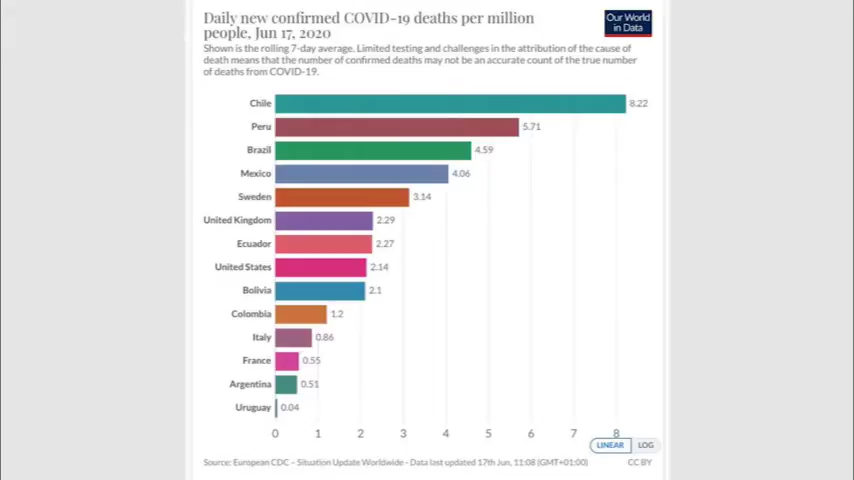 Daily new confirmed COVID-19 deaths per million
people, Jun 17, 2020
Our World
in Data
Shown is the rolling 7-day average. Limited testing and challenges in the attribution of the cause of
death means that the number of confirmed deaths may not be an accurate count of the true number
of deaths from COVID-19.
Chile 8.22
Peru 5.71
Brazil 4.59
Mexico 4.06
Sweden 3.14
United Kingdom 2.29
Ecuador 2.27
United States 2.14
Bolivia 2.1
Colombia 1.2
Italy 0.86
France 0.55
Argentina 0.51
Uruguay 0.04
0 1 2 3 4 5 6 7 8
LINEAR LOG
Source: European CDC – Situation Update Worldwide - Data last updated 17th Jun, 11:08 (GMT+01:00) CC BY